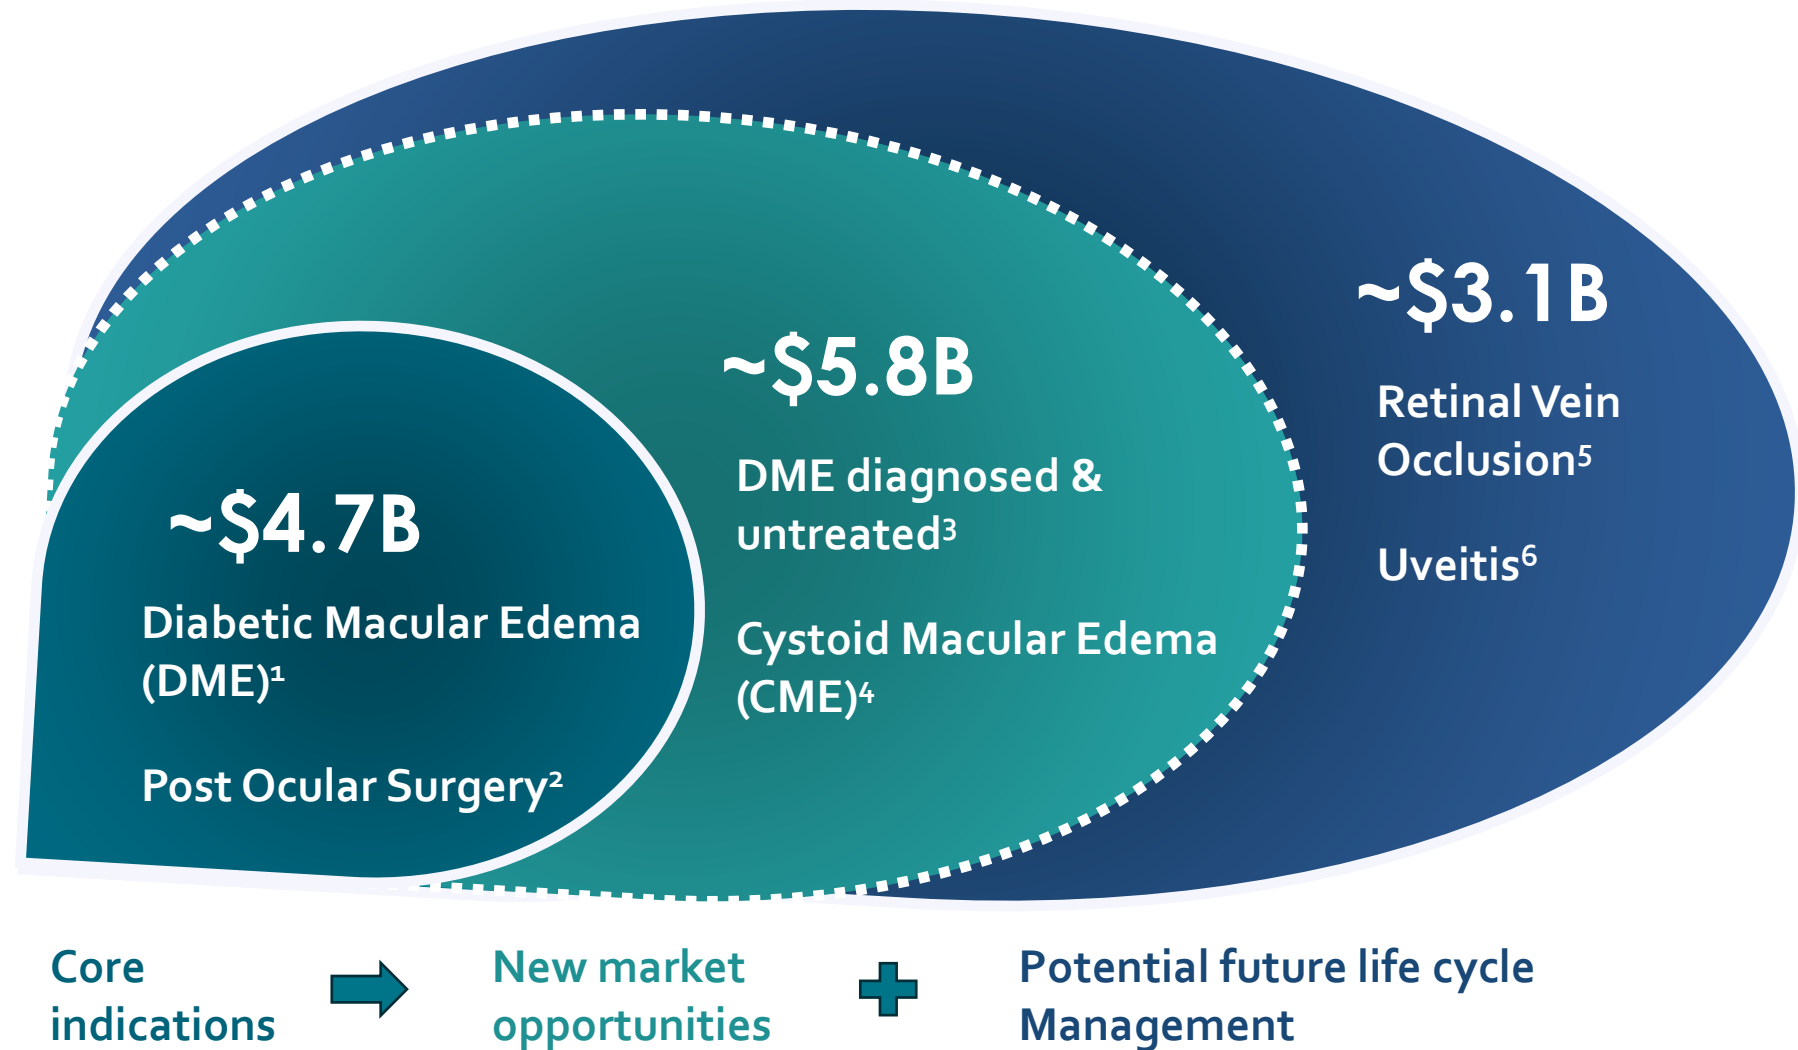 ~$4.7B
Diabetic Macular Edema
(DME)¹
Post Ocular Surgery²
~$5.8B
DME diagnosed &
untreated³
Cystoid Macular Edema
(CME)⁴
~$3.1B
Retinal Vein
Occlusion⁵
Uveitis⁶
Core
indications
New market
opportunities
Potential future life cycle
Management